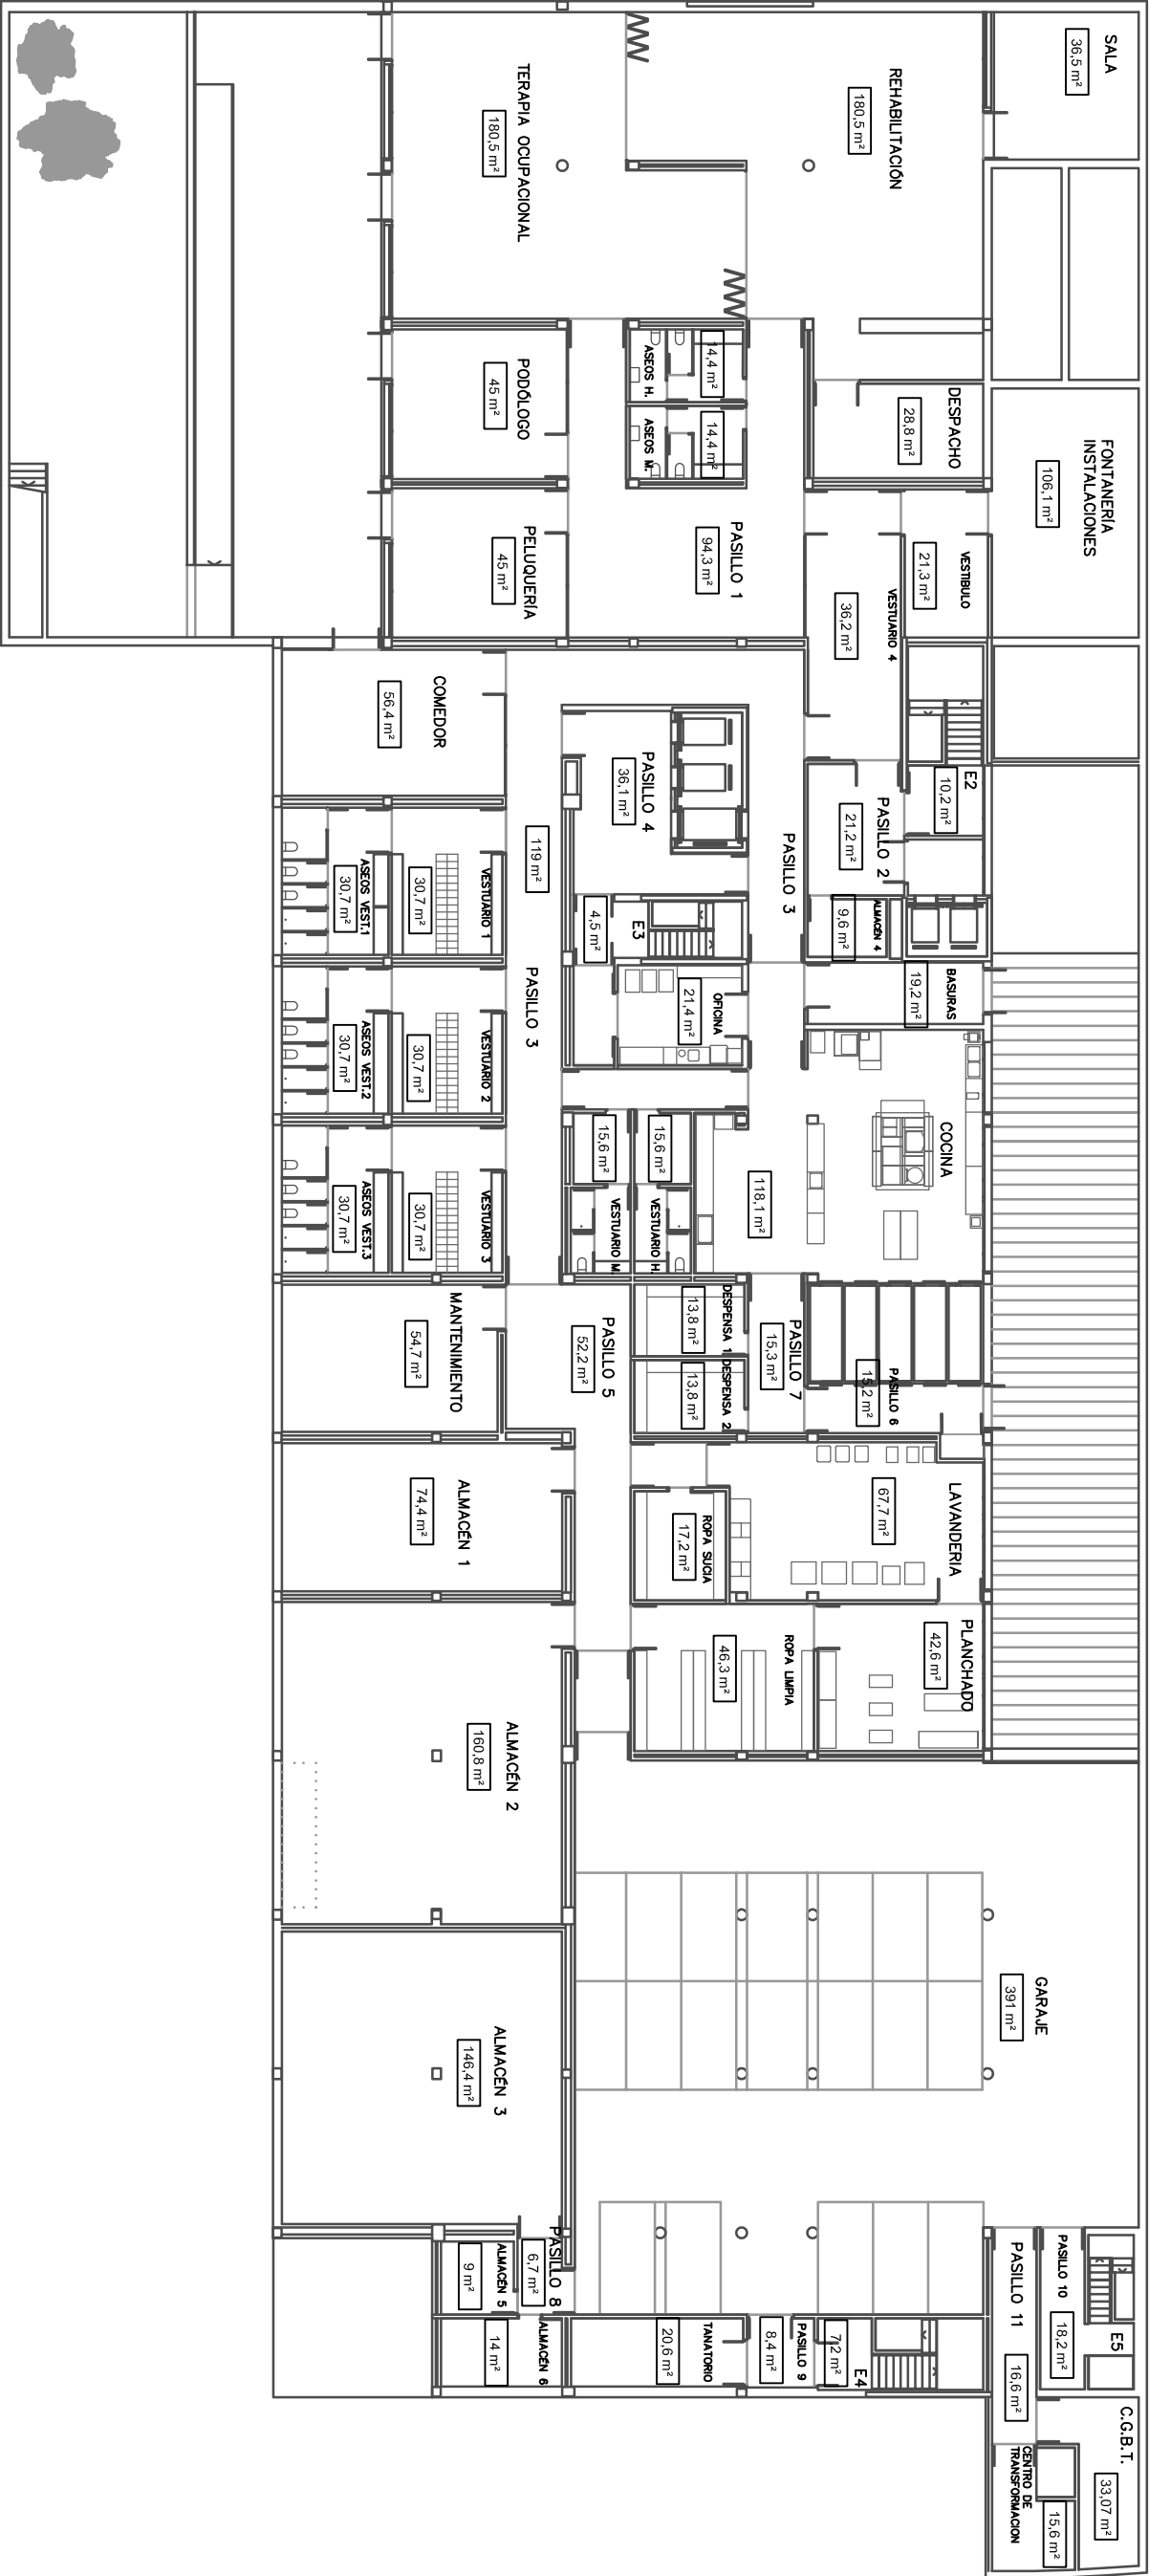 SALA
36,5 m²
REHABILITACIÓN
180,5 m²
TERAPIA OCUPACIONAL
180,5 m²
FONTANERÍA
INSTALACIONES
106,1 m²
DESPACHO
28,8 m²
ASEOS H.
14,4 m²
ASEOS M.
14,4 m²
PODÓLOGO
45 m²
PELUQUERÍA
45 m²
PASILLO 1
94,3 m²
VESTIBULO
21,3 m²
VESTUARIO 4
36,2 m²
E2
10,2 m²
PASILLO 2
21,2 m²
ALMACÉN 4
9,6 m²
COMEDOR
56,4 m²
PASILLO 4
36,1 m²
PASILLO 3
119 m²
PASILLO 3
E3
4,5 m²
OFICINA
21,4 m²
BASURAS
19,2 m²
COCINA
118,1 m²
VESTUARIO 1
30,7 m²
ASEOS VEST.1
30,7 m²
VESTUARIO 2
30,7 m²
ASEOS VEST.2
30,7 m²
VESTUARIO 3
30,7 m²
ASEOS VEST.3
30,7 m²
VESTUARIO H.
15,6 m²
VESTUARIO M.
15,6 m²
DESPENSA 1
13,8 m²
DESPENSA 2
13,8 m²
PASILLO 7
15,3 m²
PASILLO 6
15,2 m²
PASILLO 5
52,2 m²
MANTENIMIENTO
54,7 m²
ALMACÉN 1
74,4 m²
LAVANDERIA
67,7 m²
ROPA SUCIA
17,2 m²
PLANCHADO
42,6 m²
ROPA LIMPIA
46,3 m²
ALMACÉN 2
160,8 m²
GARAJE
391 m²
ALMACÉN 3
146,4 m²
PASILLO 8
6,7 m²
ALMACÉN 5
9 m²
ALMACÉN 6
14 m²
TANATORIO
20,6 m²
PASILLO 9
8,4 m²
E4
7,2 m²
PASILLO 11
16,6 m²
PASILLO 10
18,2 m²
E5
C.G.B.T.
33,07 m²
CENTRO DE
TRANSFORMACION
15,6 m²